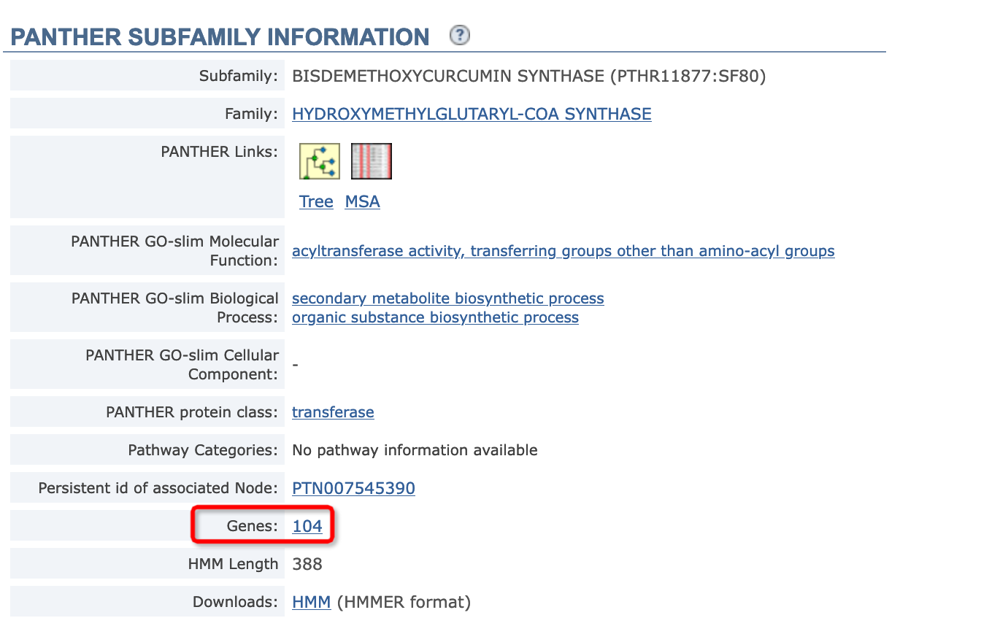 PANTHER SUBFAMILY INFORMATION ?
Subfamily: BISDEMETHOXYCURCUMIN SYNTHASE (PTHR11877:SF80)
Family: HYDROXYMETHYLGLUTARYL-COA SYNTHASE
PANTHER Links:
Tree MSA
PANTHER GO-slim Molecular
Function: acyltransferase activity, transferring groups other than amino-acyl groups
PANTHER GO-slim Biological
Process: secondary metabolite biosynthetic process
organic substance biosynthetic process
PANTHER GO-slim Cellular
Component: -
PANTHER protein class: transferase
Pathway Categories: No pathway information available
Persistent id of associated Node: PTN007545390
Genes: 104
HMM Length 388
Downloads: HMM (HMMER format)